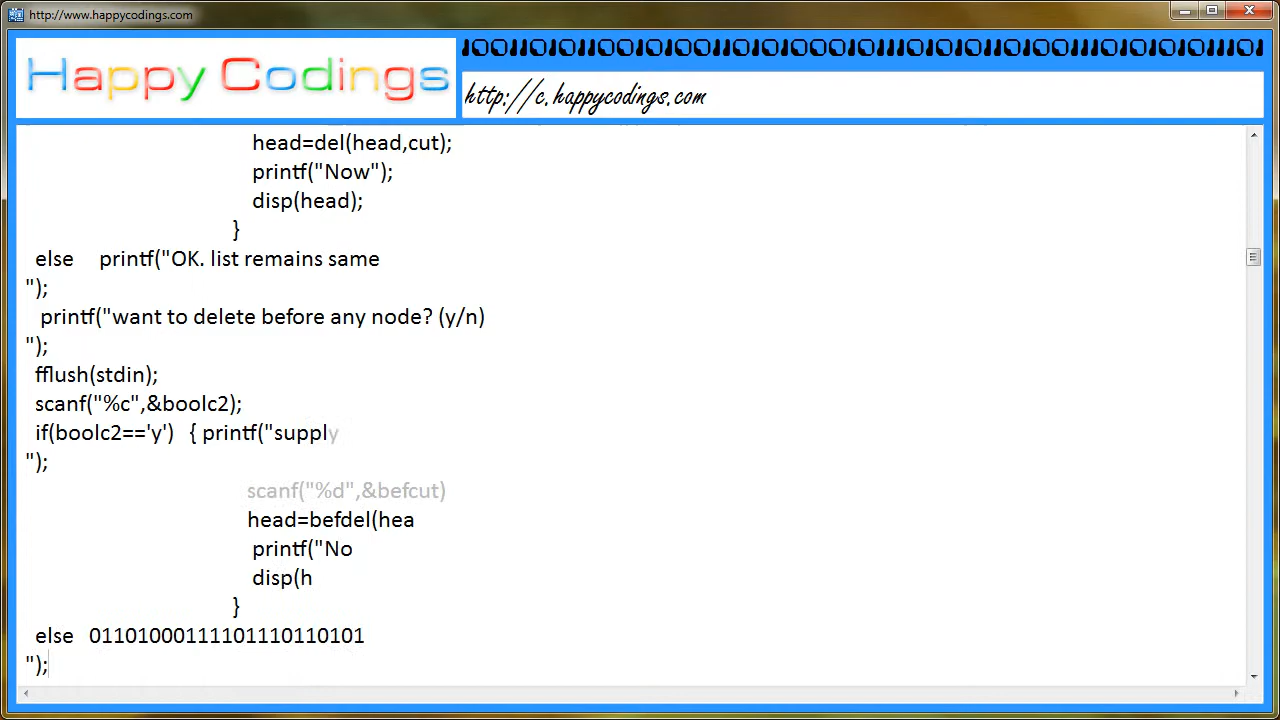 http://www.happycodings.com
Happy Codings
http://c.happycodings.com
head=del(head,cut);
printf("Now");
disp(head);
}
else printf("OK. list remains same
");
printf("want to delete before any node? (y/n)
");
fflush(stdin);
scanf("%c",&boolc2);
if(boolc2=='y') { printf("supply
");
scanf("%d",&befcut)
head=befdel(hea
printf("No
disp(h
}
else 01101000111101110110101
");